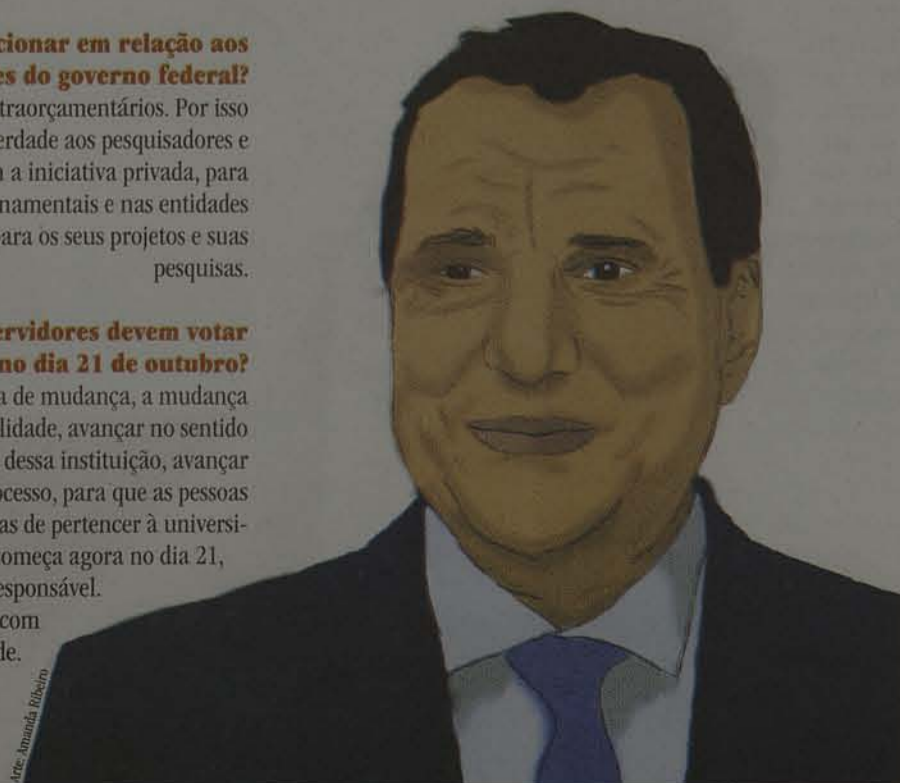 cionar em relação aos
es do governo federal?
traorçamentários. Por isso
erdade aos pesquisadores e
a iniciativa privada, para
namentais e nas entidades
para os seus projetos e suas
pesquisas.
ervidores devem votar
no dia 21 de outubro?
a de mudança, a mudança
lidade, avançar no sentido
dessa instituição, avançar
ocesso, para que as pessoas
as de pertencer à universi-
omeça agora no dia 21,
esponsável.
com
de.
Arte: Amanda Ribeiro